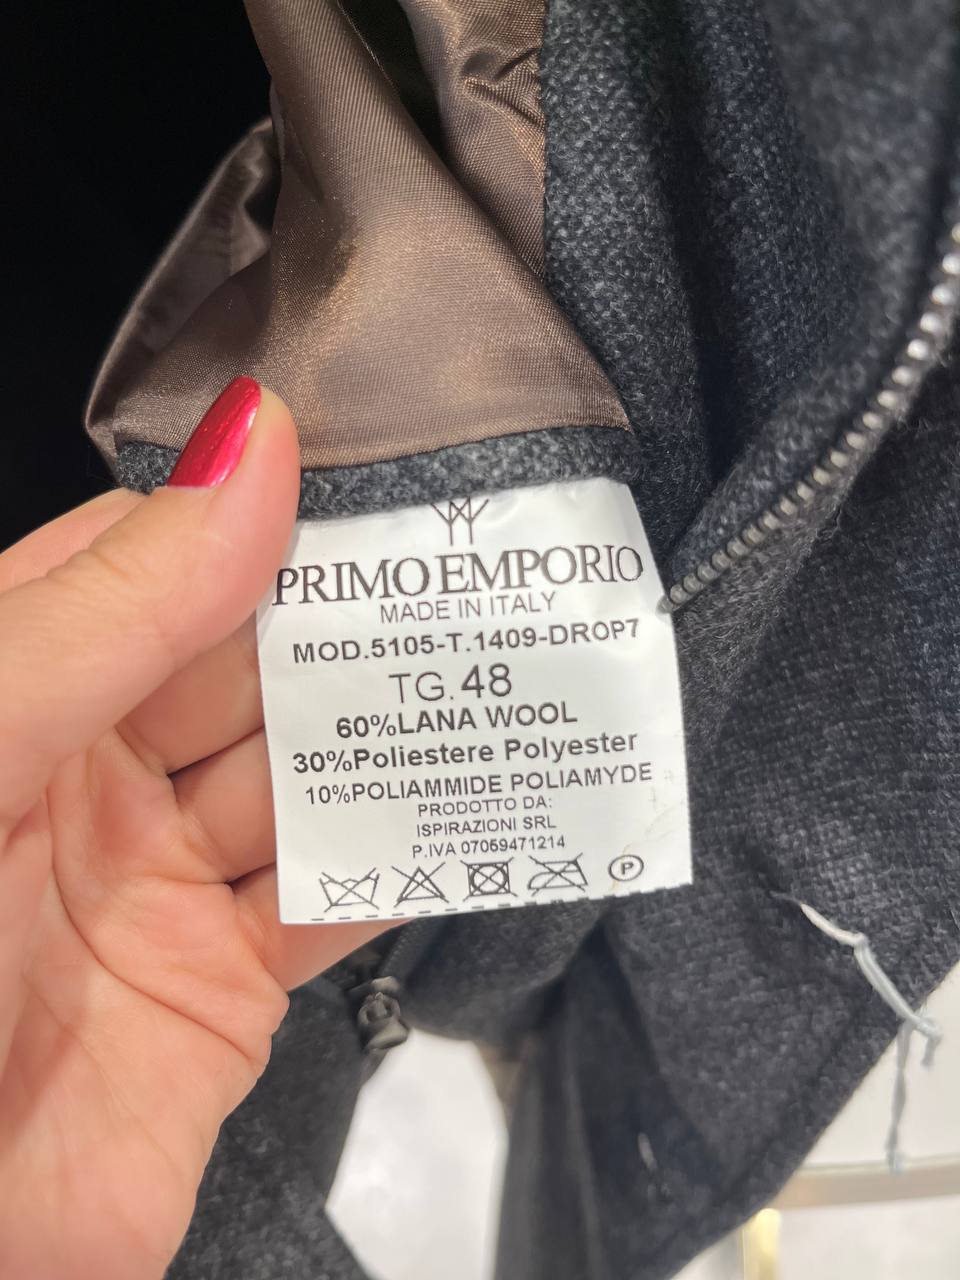 PRIMO EMPORIO
MADE IN ITALY
MOD.5105-T.1409-DROP7
TG.48
60%LANA WOOL
30%Poliestere Polyester
10%POLIAMMIDE POLIAMYDE
PRODOTTO DA:
ISPIRAZIONI SRL
P.IVA 07059471214
P